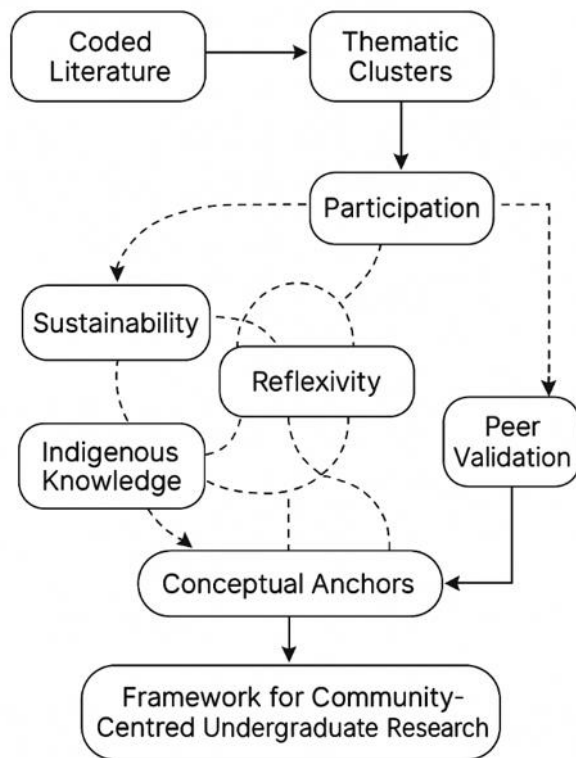 Coded
Literature
Thematic
Clusters
Participation
Sustainability
Reflexivity
Indigenous
Knowledge
Peer
Validation
Conceptual Anchors
Framework for Community-
Centred Undergraduate Research